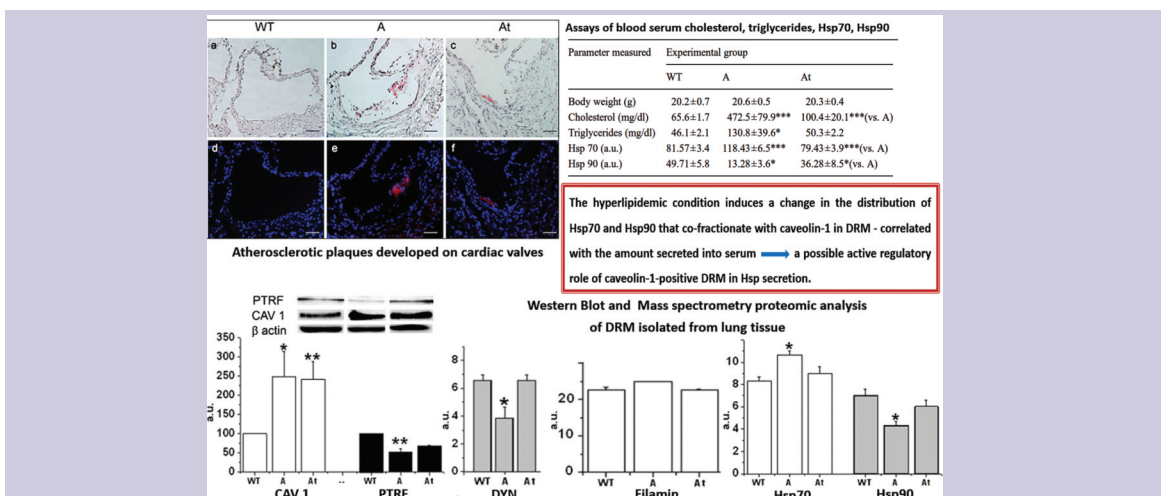 WT A At
a b c
d e f
Atherosclerotic plaques developed on cardiac valves
Assays of blood serum cholesterol, triglycerides, Hsp70, Hsp90
Parameter measured Experimental group
WT A At
Body weight (g) 20.2±0.7 20.6±0.5 20.3±0.4
Cholesterol (mg/dl) 65.6±1.7 472.5±79.9*** 100.4±20.1***(vs. A)
Triglycerides (mg/dl) 46.1±2.1 130.8±39.6* 50.3±2.2
Hsp 70 (a.u.) 81.57±3.4 118.43±6.5*** 79.43±3.9***(vs. A)
Hsp 90 (a.u.) 49.71±5.8 13.28±3.6* 36.28±8.5*(vs. A)
The hyperlipidemic condition induces a change in the distribution of
Hsp70 and Hsp90 that co-fractionate with caveolin-1 in DRM - correlated
with the amount secreted into serum a possible active regulatory
role of caveolin-1-positive DRM in Hsp secretion.
Western Blot and Mass spectrometry proteomic analysis
of DRM isolated from lung tissue
PTRF
CAV 1
β actin
350
300
250
200
150
100
50
0
a.u.
* ** **
WT A At -- WT A At
CAV 1 PTRF
8
6
4
2
0
a.u.
*
WT A At
DYN
20
10
0
a.u.
WT A At
Filamin
10
8
6
4
2
0
a.u.
* *
WT A At WT A At
Hsp70 Hsp90